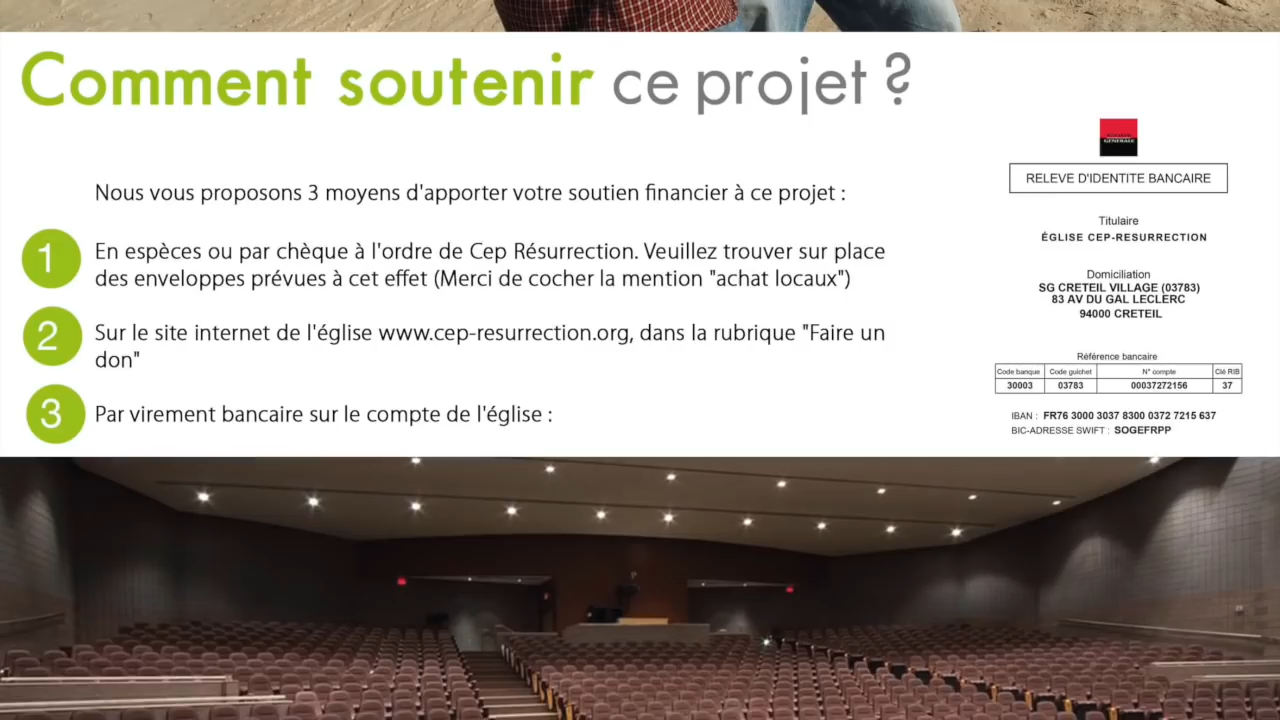 Comment soutenir ce projet ?
Nous vous proposons 3 moyens d'apporter votre soutien financier à ce projet :
1
En espèces ou par chèque à l'ordre de Cep Résurrection. Veuillez trouver sur place
des enveloppes prévues à cet effet (Merci de cocher la mention "achat locaux")
2
Sur le site internet de l'église www.cep-resurrection.org, dans la rubrique "Faire un
don"
3
Par virement bancaire sur le compte de l'église :
GENERALE
RELEVE D'IDENTITE BANCAIRE
Titulaire
ÉGLISE CEP-RESURRECTION
Domiciliation
SG CRETEIL VILLAGE (03783)
83 AV DU GAL LECLERC
94000 CRETEIL
Référence bancaire
Code banque Code guichet N° compte Clé RIB
30003 03783 00037272156 37
IBAN : FR76 3000 3037 8300 0372 7215 637
BIC-ADRESSE SWIFT : SOGEFRPP